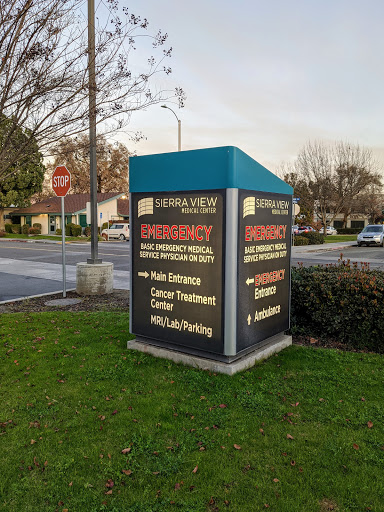 STOP
SIERRA VIEW
MEDICAL CENTER
EMERGENCY
BASIC EMERGENCY MEDICAL
SERVICE PHYSICIAN ON DUTY
→ Main Entrance
Cancer Treatment
Center
MRI/Lab/Parking
SIERRA VIEW
MEDICAL CENTER
EMERGENCY
BASIC EMERGENCY MEDICAL
SERVICE PHYSICIAN ON DUTY
← EMERGENCY
Entrance
↑ Ambulance